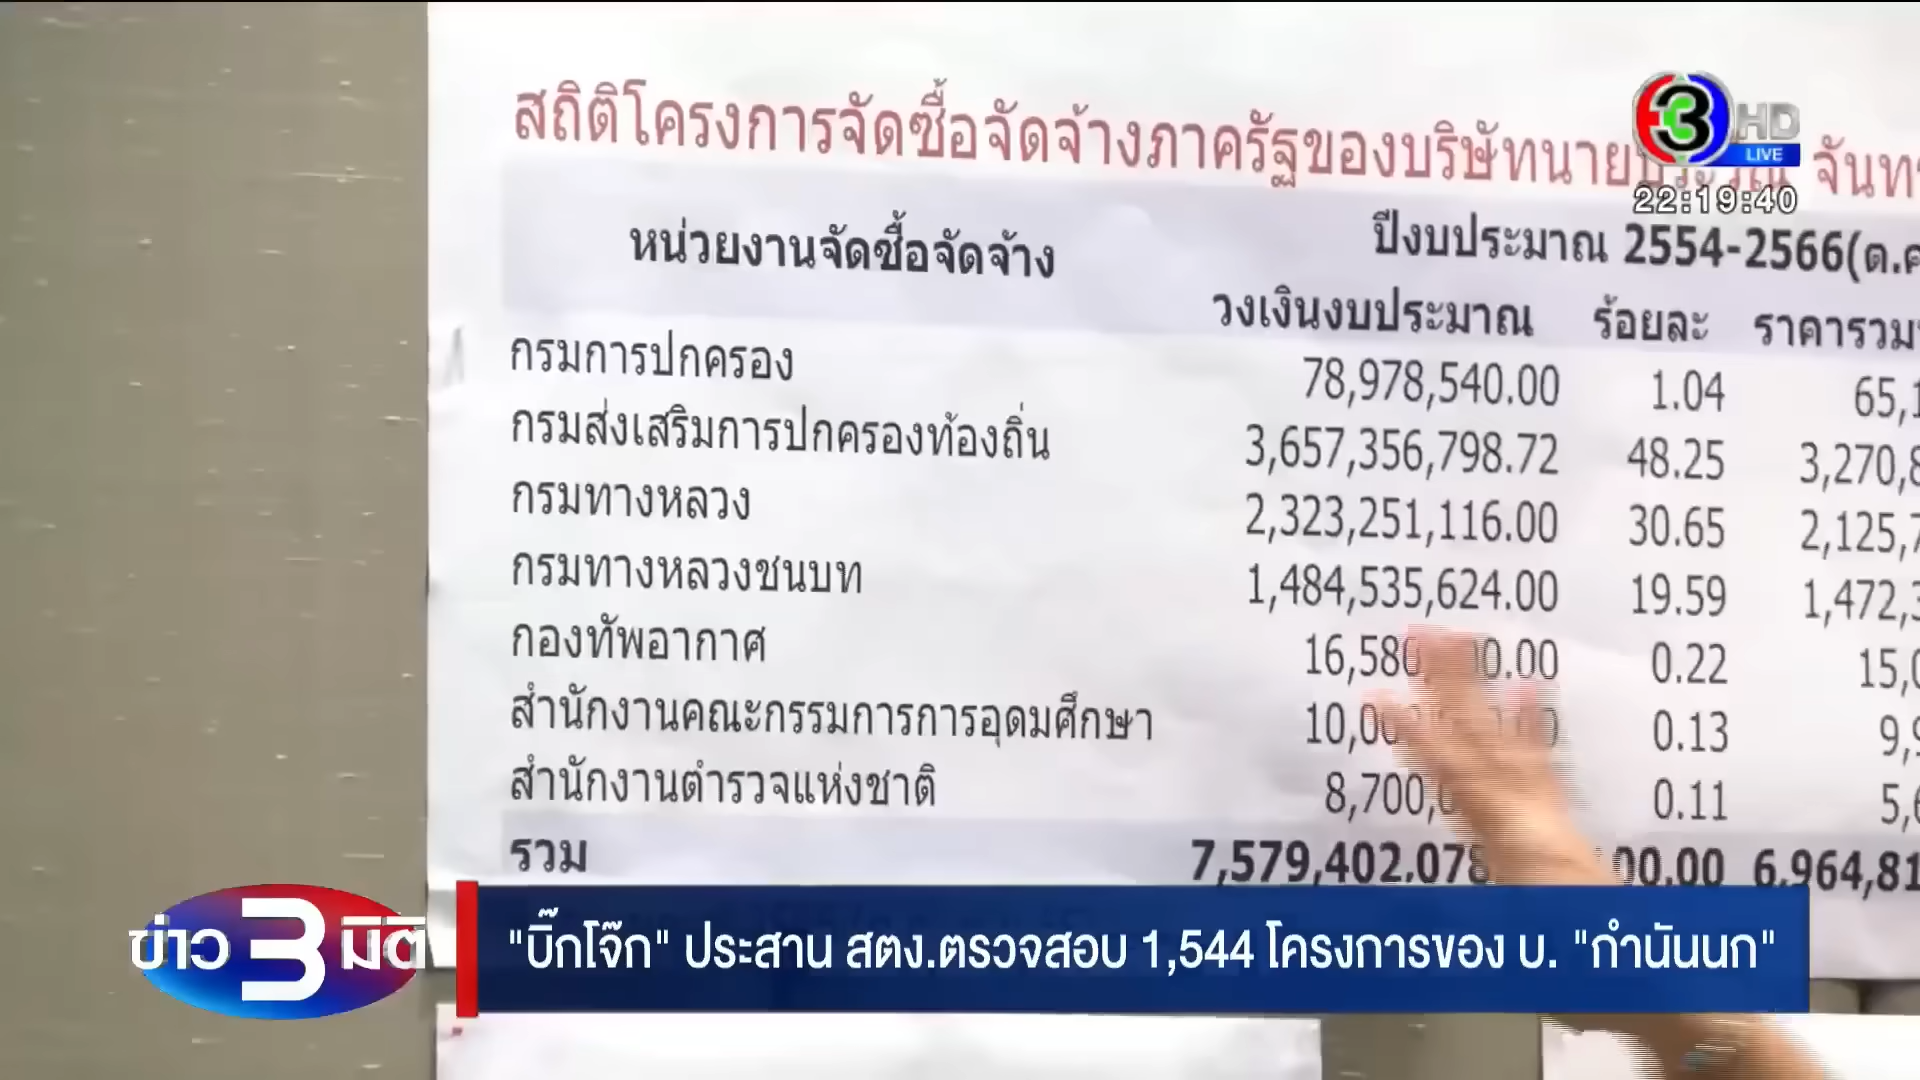 สถิติโครงการจัดซื้อจัดจ้างภาครัฐของบริษัทนาย
3 HD
LIVE
22:19:40
หน่วยงานจัดซื้อจัดจ้าง ปีงบประมาณ 2554-2566(ต.ค
วงเงินงบประมาณ ร้อยละ ราคารวม
กรมการปกครอง 78,978,540.00 1.04 65,1
กรมส่งเสริมการปกครองท้องถิ่น 3,657,356,798.72 48.25 3,270,8
กรมทางหลวง 2,323,251,116.00 30.65 2,125,7
กรมทางหลวงชนบท 1,484,535,624.00 19.59 1,472,3
กองทัพอากาศ 0.22 15,0
สำนักงานคณะกรรมการการอุดมศึกษา 0.13 9,9
สำนักงานตำรวจแห่งชาติ 0.11 5,6
รวม 7,579,402,078 6,964,81
ข่าว 3 มิติ
"บิ๊กโจ๊ก" ประสาน สตง.ตรวจสอบ 1,544 โครงการของ บ. "กำนันนก"